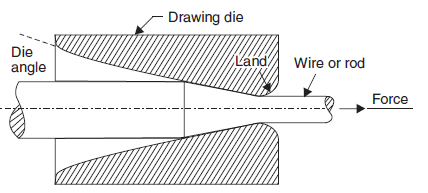 Drawing die
Die
angle
Land
Wire or rod
Force